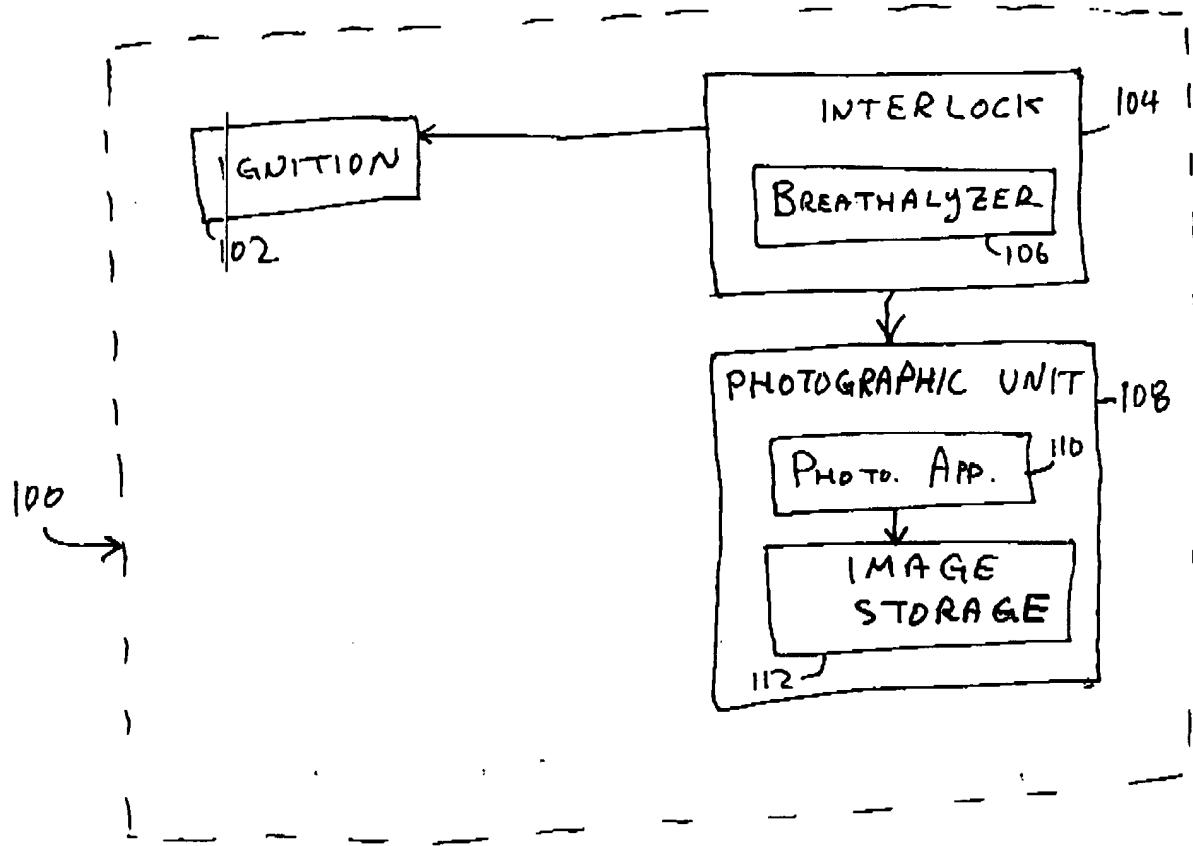 INTERLOCK
104
IGNITION
BREATHALYZER
102
106
PHOTOGRAPHIC UNIT
108
PHOTO. APP.
110
100
IMAGE
STORAGE
112